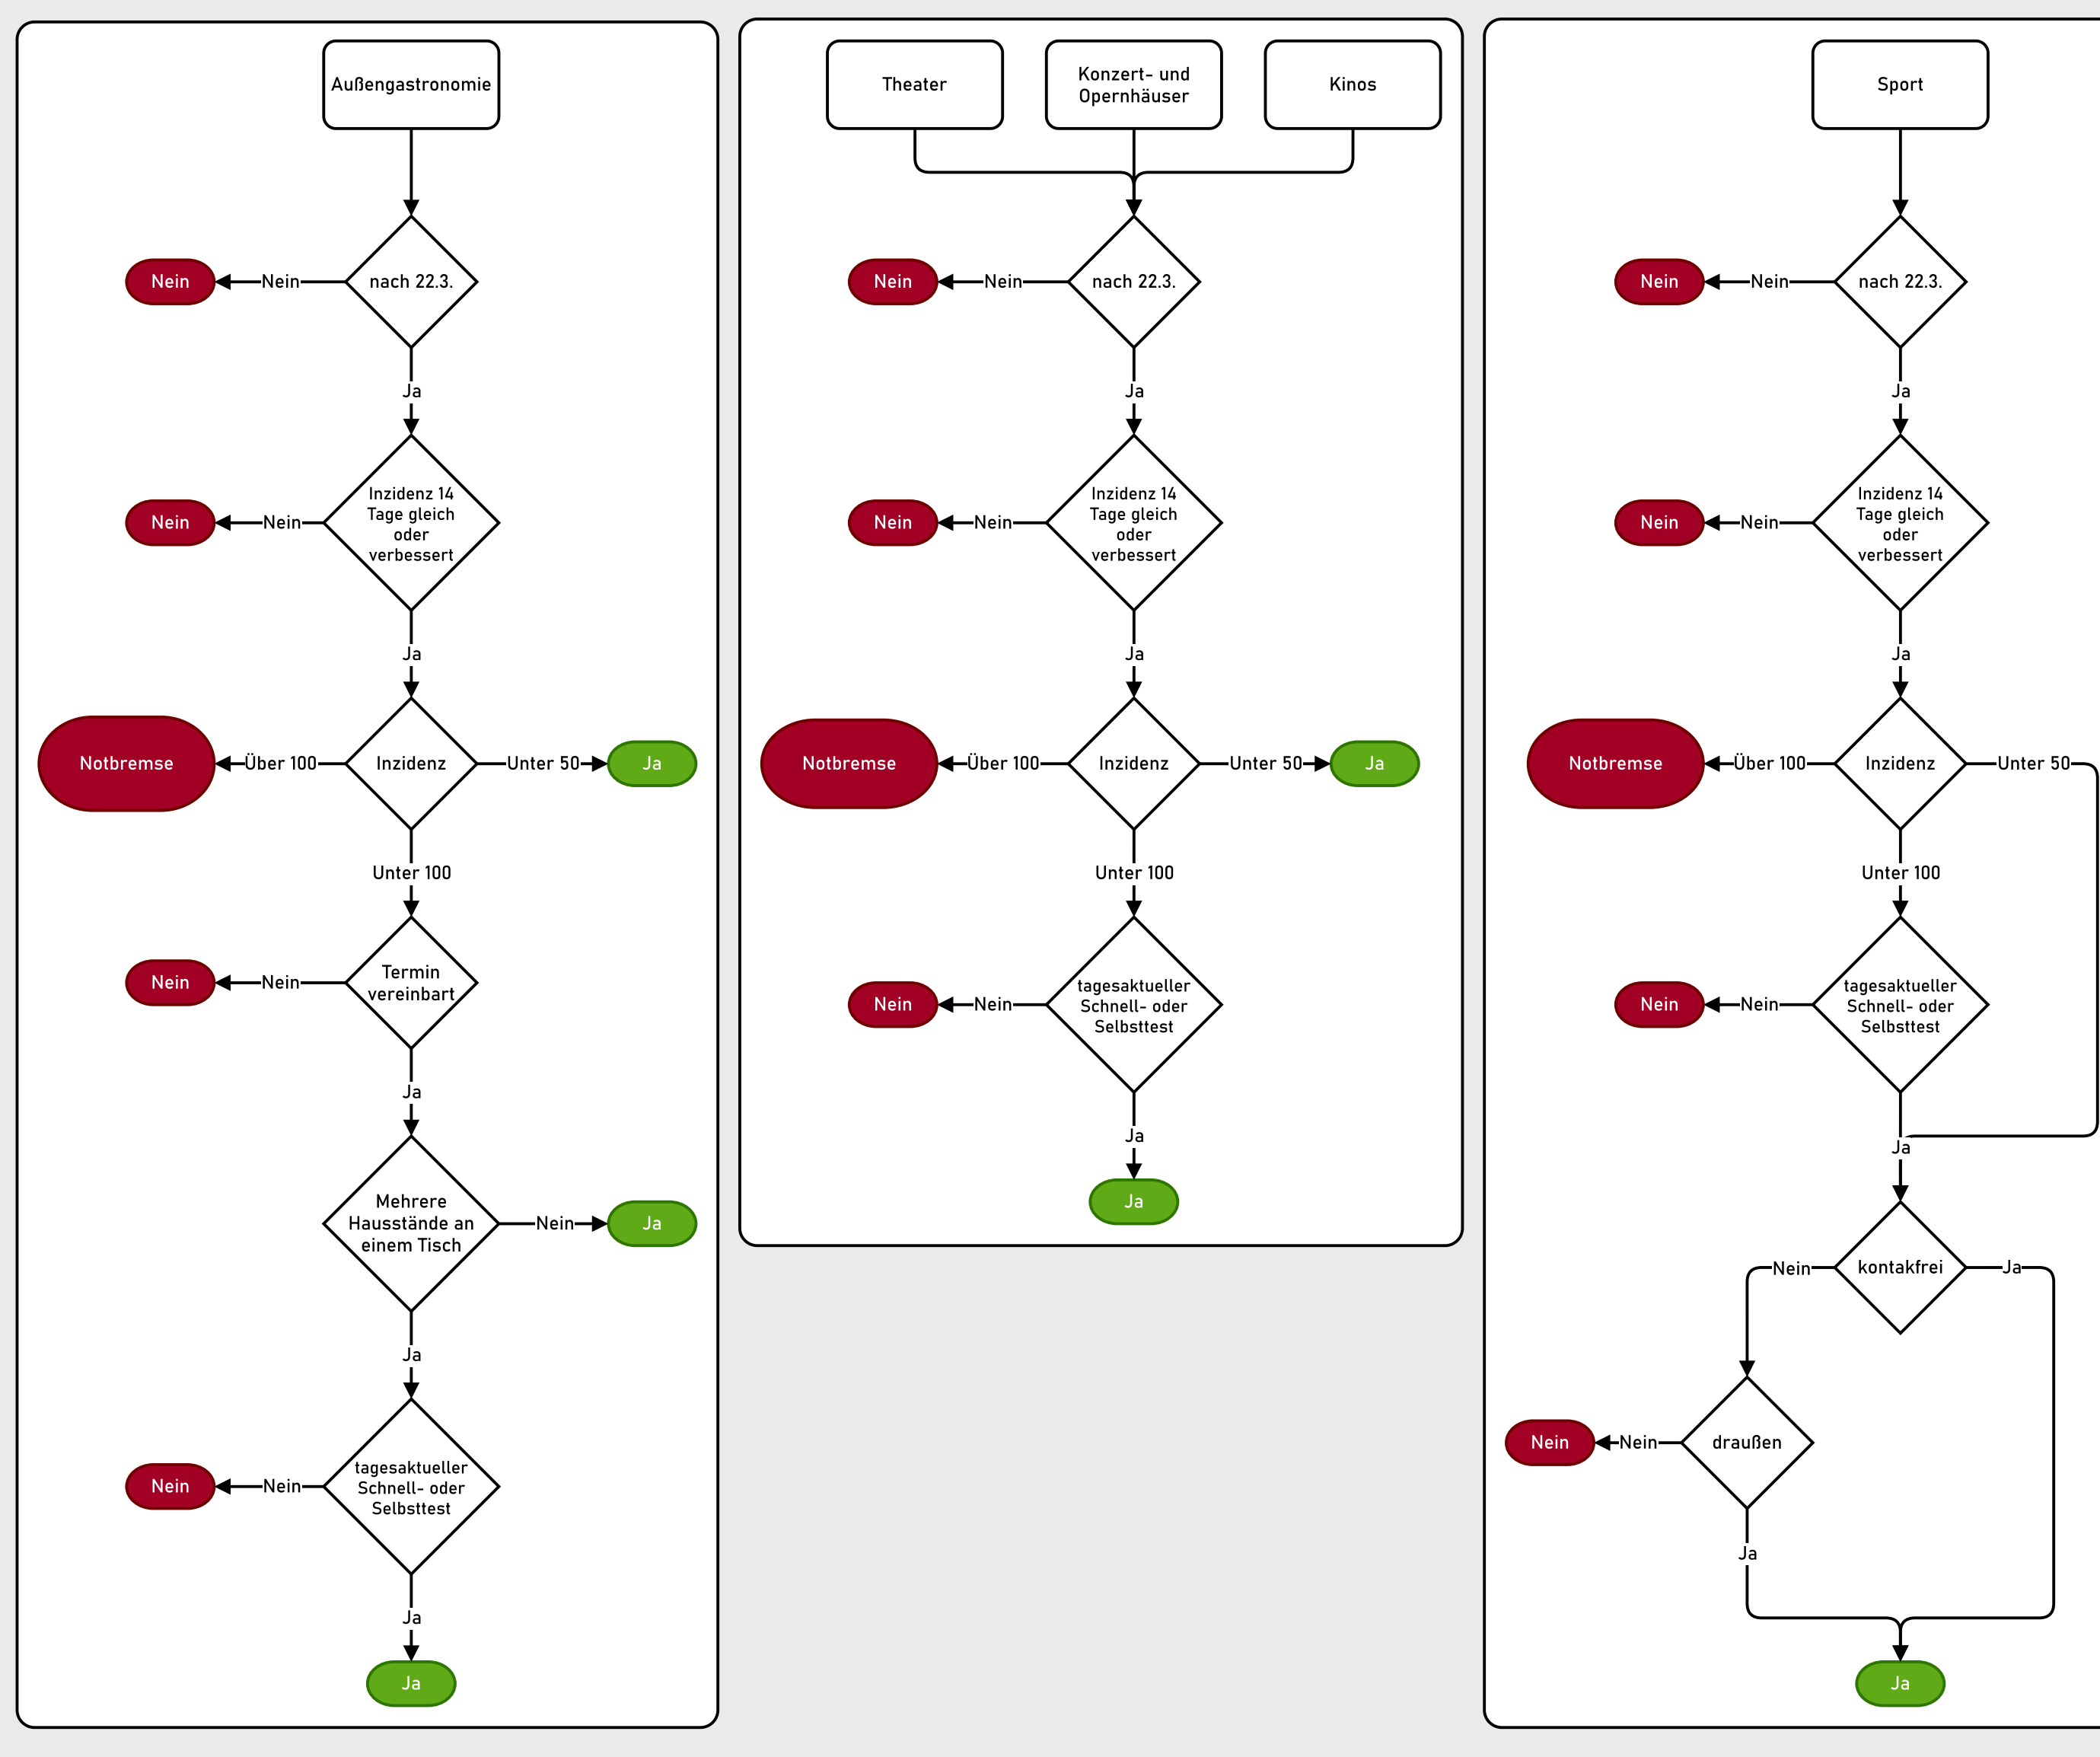 Außengastronomie
nach 22.3.
Nein
Nein
Ja
Inzidenz 14
Tage gleich
oder
verbessert
Nein
Nein
Ja
Inzidenz
Über 100
Notbremse
Unter 50
Ja
Unter 100
Termin
vereinbart
Nein
Nein
Ja
Mehrere
Hausstände an
einem Tisch
Nein
Ja
Ja
tagesaktueller
Schnell- oder
Selbsttest
Nein
Nein
Ja
Ja
Theater
Konzert- und
Opernhäuser
Kinos
nach 22.3.
Nein
Nein
Ja
Inzidenz 14
Tage gleich
oder
verbessert
Nein
Nein
Ja
Inzidenz
Über 100
Notbremse
Unter 50
Ja
Unter 100
tagesaktueller
Schnell- oder
Selbsttest
Nein
Nein
Ja
Ja
Sport
nach 22.3.
Nein
Nein
Ja
Inzidenz 14
Tage gleich
oder
verbessert
Nein
Nein
Ja
Inzidenz
Über 100
Notbremse
Unter 50
Unter 100
tagesaktueller
Schnell- oder
Selbsttest
Nein
Nein
Ja
kontakfrei
Nein
Ja
draußen
Nein
Nein
Ja
Ja